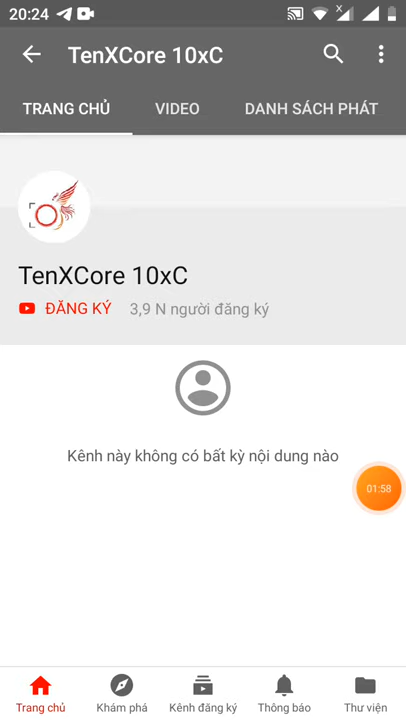 20:24
TenXCore 10xC
TRANG CHỦ VIDEO DANH SÁCH PHÁT
TenXCore 10xC
ĐĂNG KÝ 3,9 N người đăng ký
Kênh này không có bất kỳ nội dung nào
01:58
Trang chủ Khám phá Kênh đăng ký Thông báo Thư viện